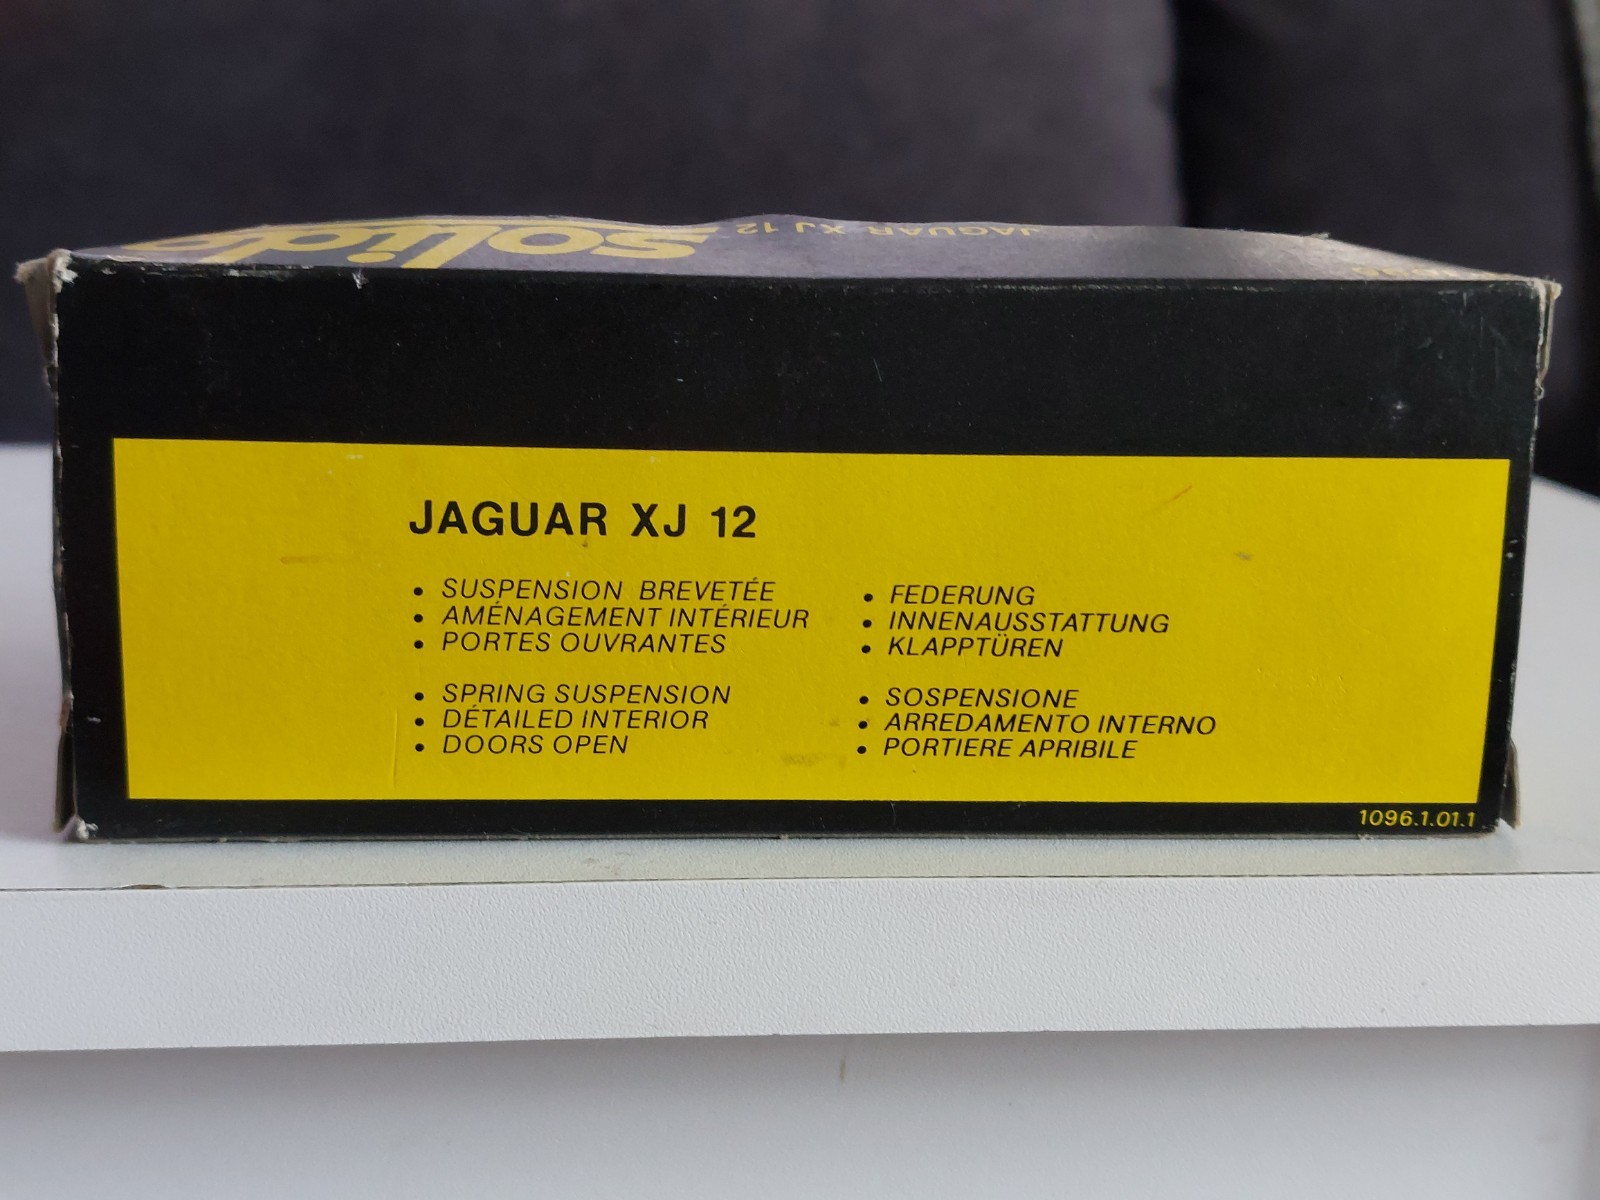 solido
JAGUAR XJ 12
JAGUAR XJ 12
• SUSPENSION BREVETÉE
• AMÉNAGEMENT INTÉRIEUR
• PORTES OUVRANTES
• SPRING SUSPENSION
• DÉTAILED INTERIOR
• DOORS OPEN
• FEDERUNG
• INNENAUSSTATTUNG
• KLAPPTÜREN
• SOSPENSIONE
• ARREDAMENTO INTERNO
• PORTIERE APRIBILE
1096.1.01.1